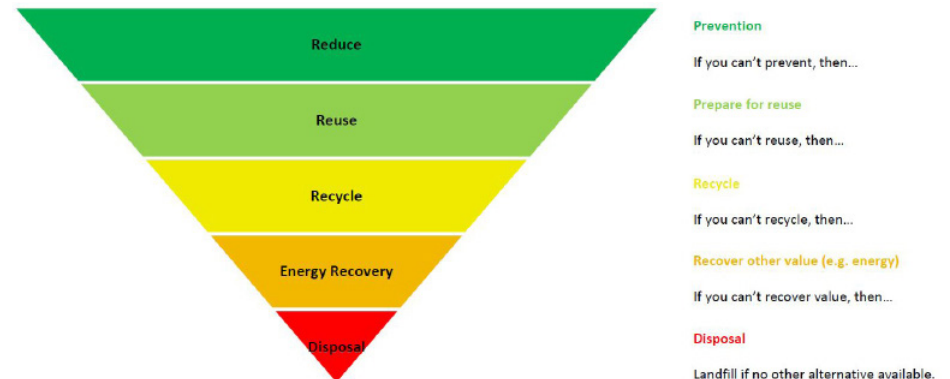 Reduce
Reuse
Recycle
Energy Recovery
Disposal
Prevention
If you can’t prevent, then...
Prepare for reuse
If you can’t reuse, then...
Recycle
If you can’t recycle, then...
Recover other value (e.g. energy)
If you can’t recover value, then...
Disposal
Landfill if no other alternative available.